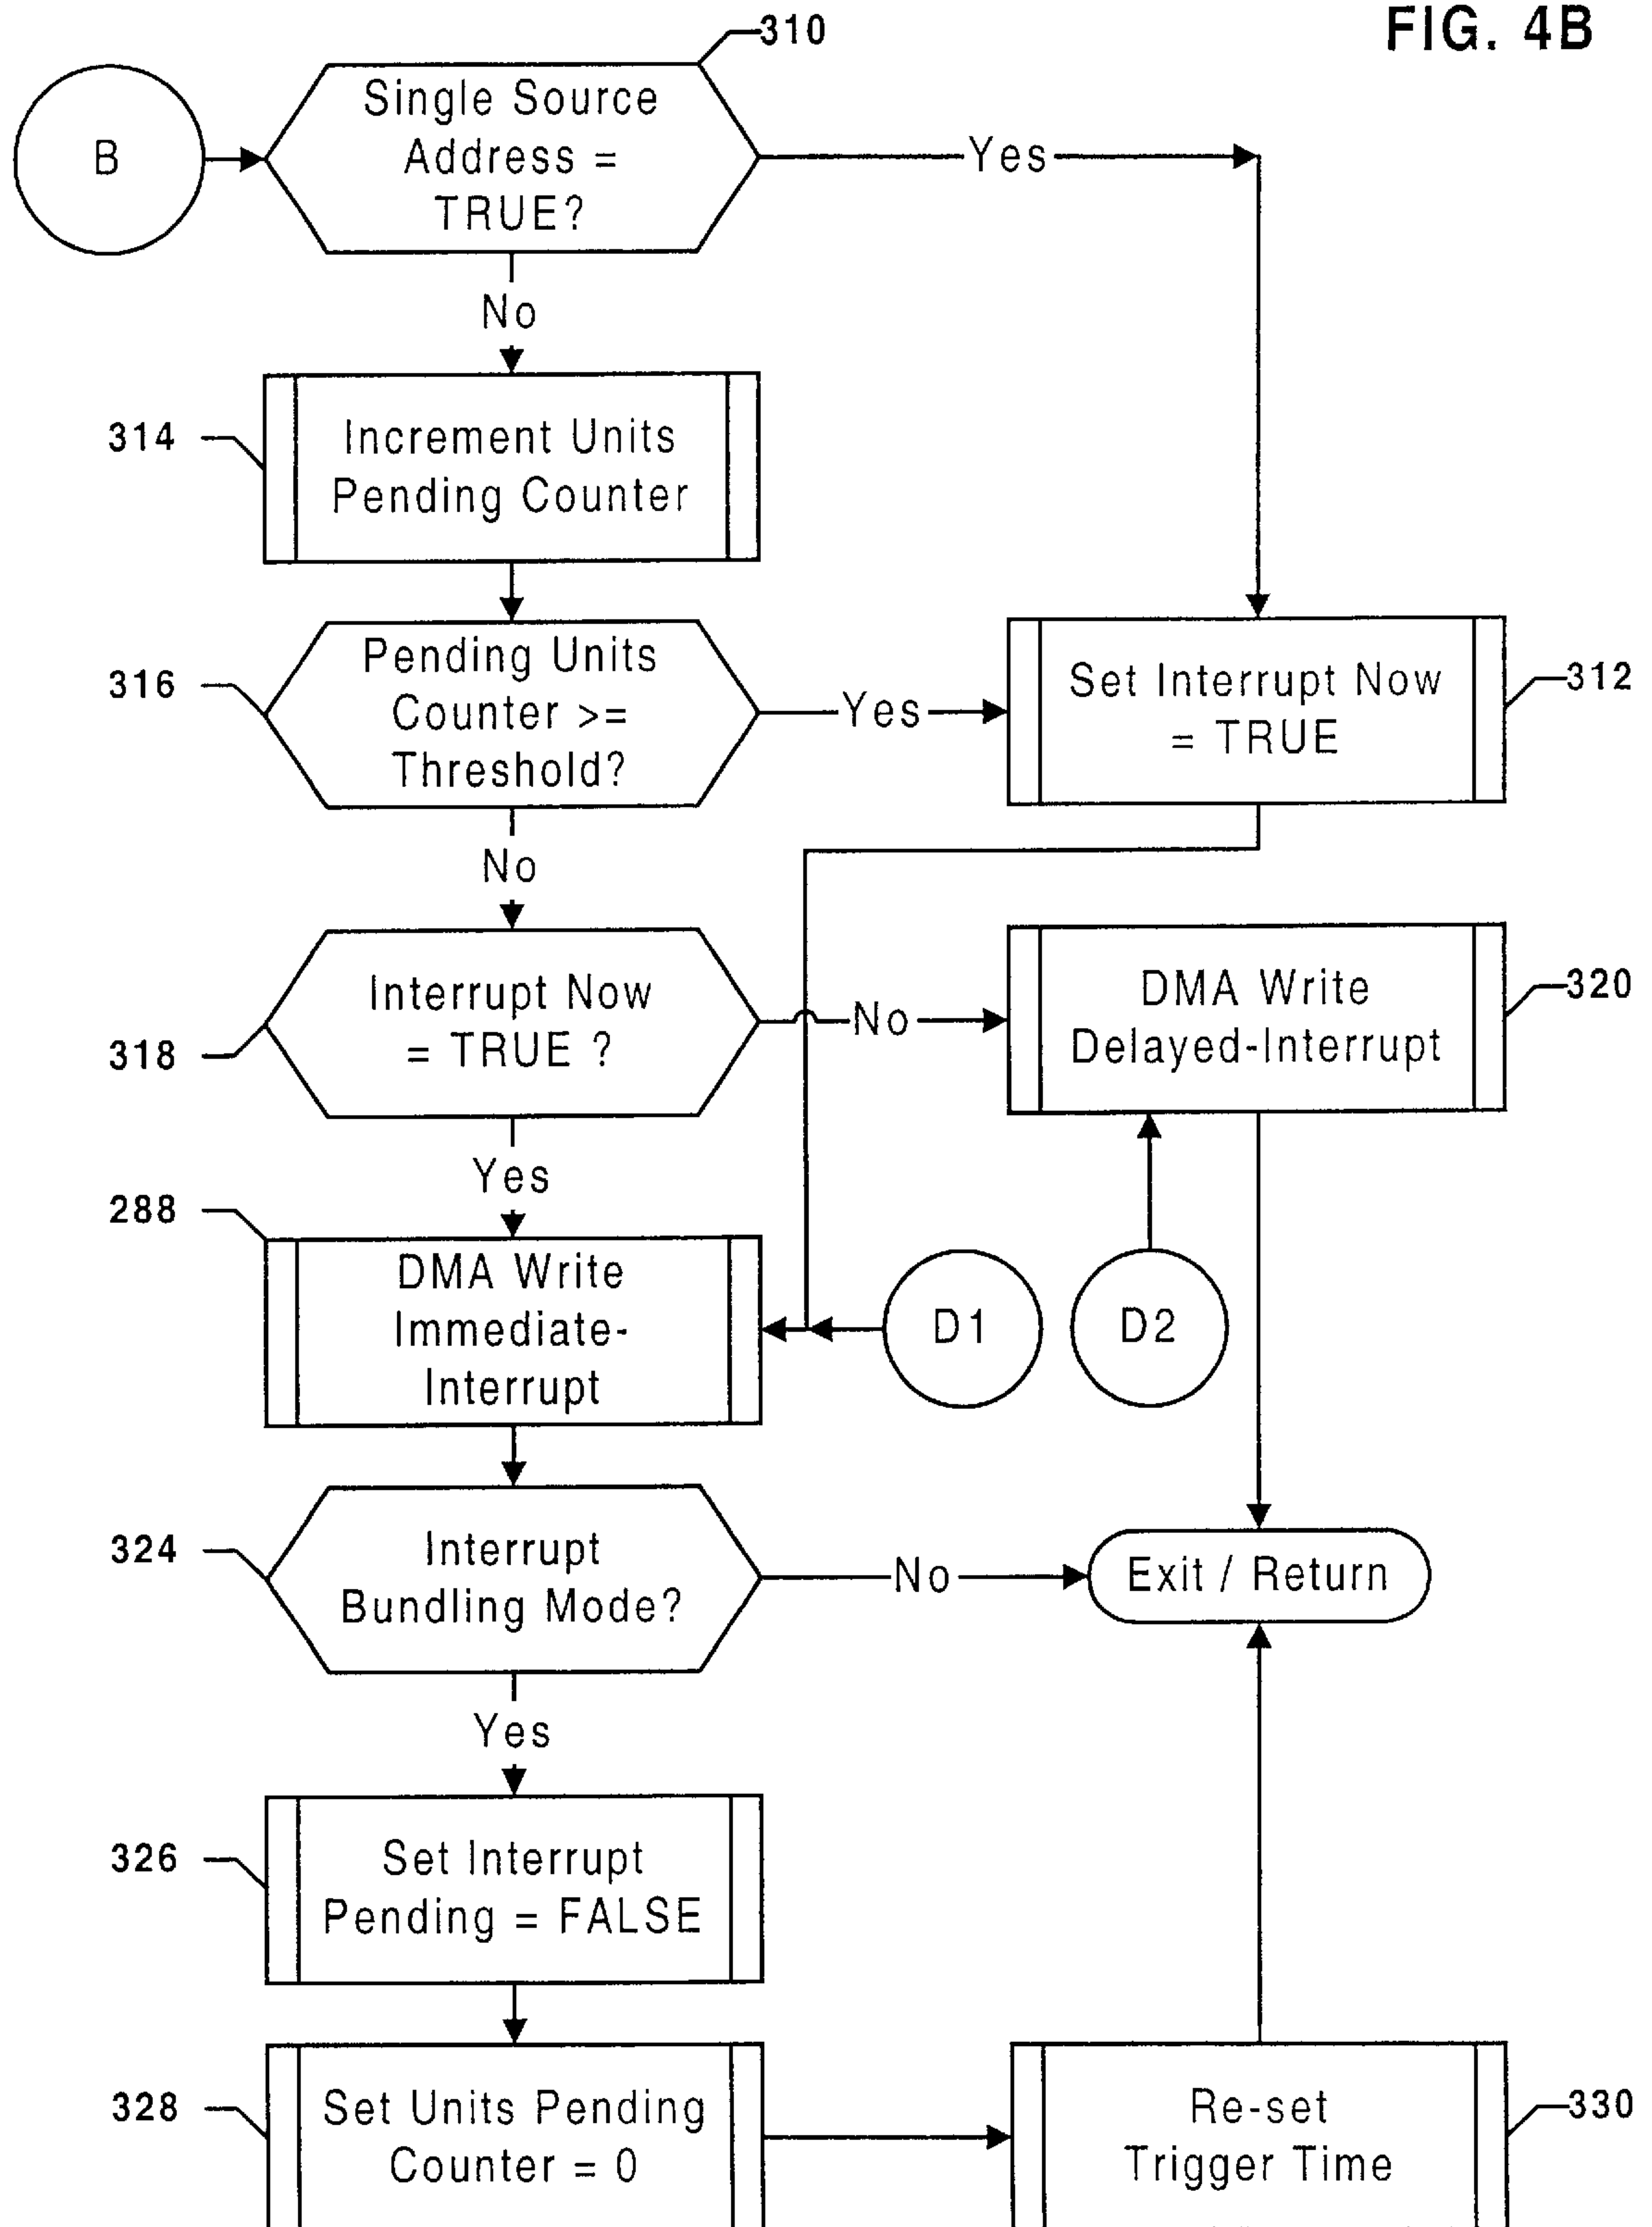 FIG. 4B
310
B
Single Source
Address =
TRUE?
Yes
No
314
Increment Units
Pending Counter
316
Pending Units
Counter >=
Threshold?
Yes
Set Interrupt Now
= TRUE
312
No
318
Interrupt Now
= TRUE ?
No
DMA Write
Delayed-Interrupt
320
Yes
288
DMA Write
Immediate-
Interrupt
D1
D2
324
Interrupt
Bundling Mode?
No
Exit / Return
Yes
326
Set Interrupt
Pending = FALSE
328
Set Units Pending
Counter = 0
Re-set
Trigger Time
330